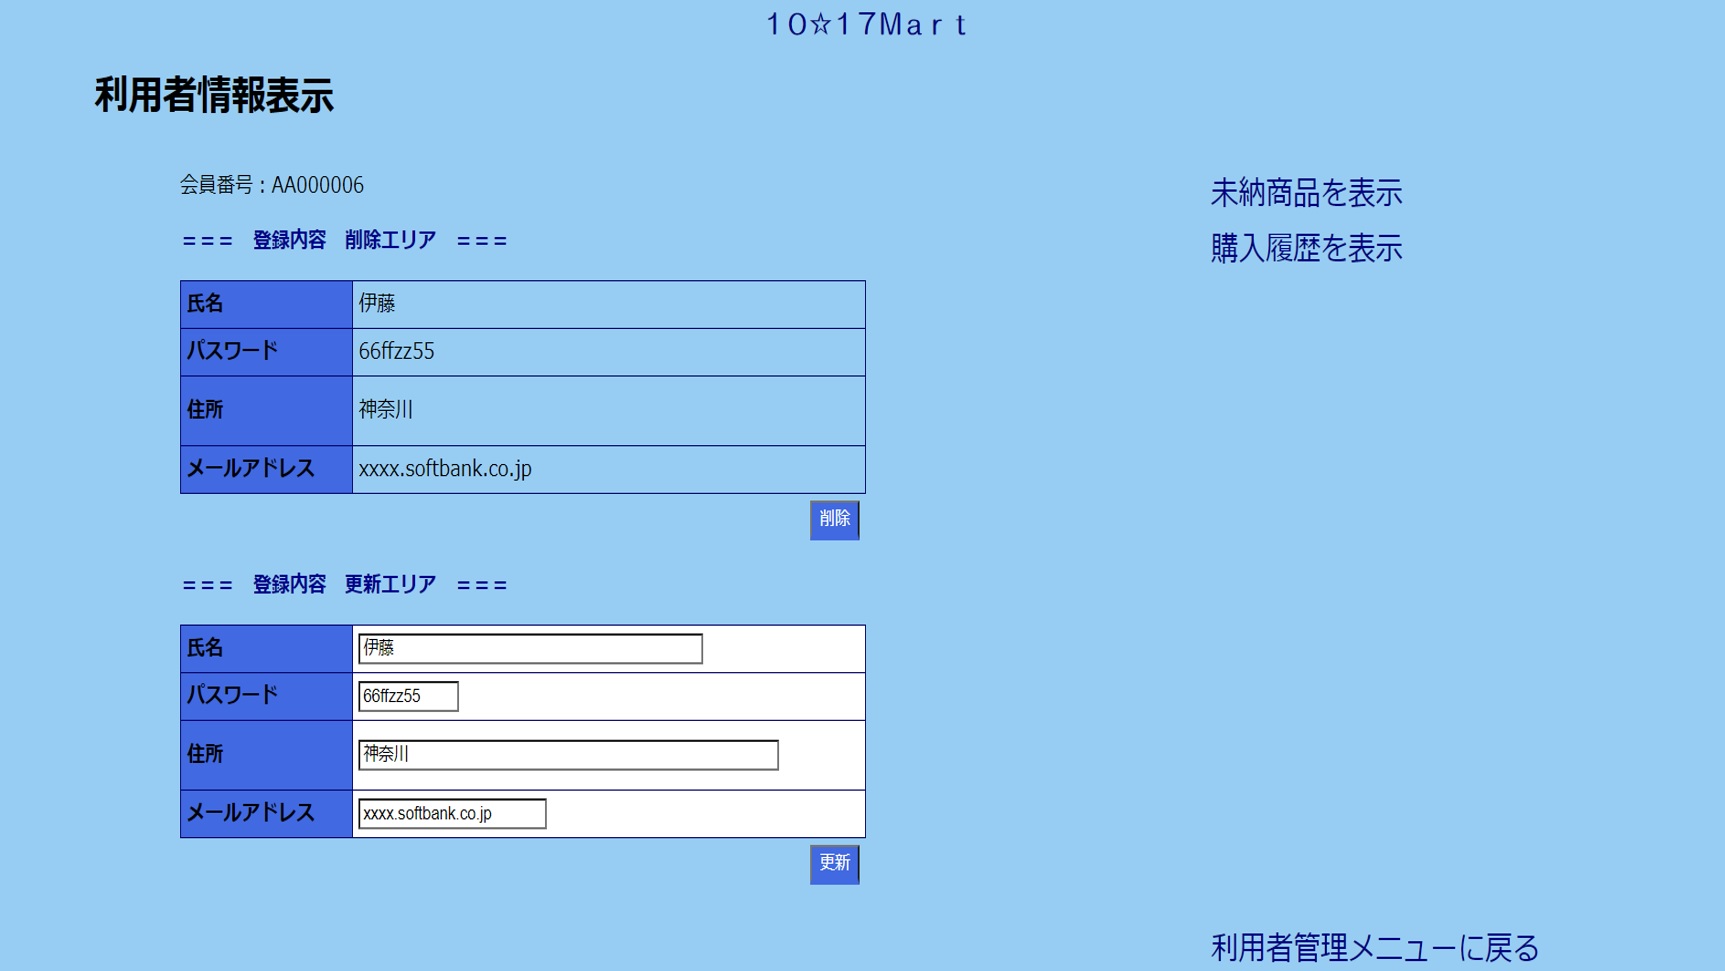 １０☆１７Ｍａｒｔ
利用者情報表示
会員番号：AA000006
未納商品を表示
＝＝＝　登録内容　削除エリア　＝＝＝
購入履歴を表示
氏名 伊藤
パスワード 66ffzz55
住所 神奈川
メールアドレス xxxx.softbank.co.jp
削除
＝＝＝　登録内容　更新エリア　＝＝＝
氏名 伊藤
パスワード 66ffzz55
住所 神奈川
メールアドレス xxxx.softbank.co.jp
更新
利用者管理メニューに戻る